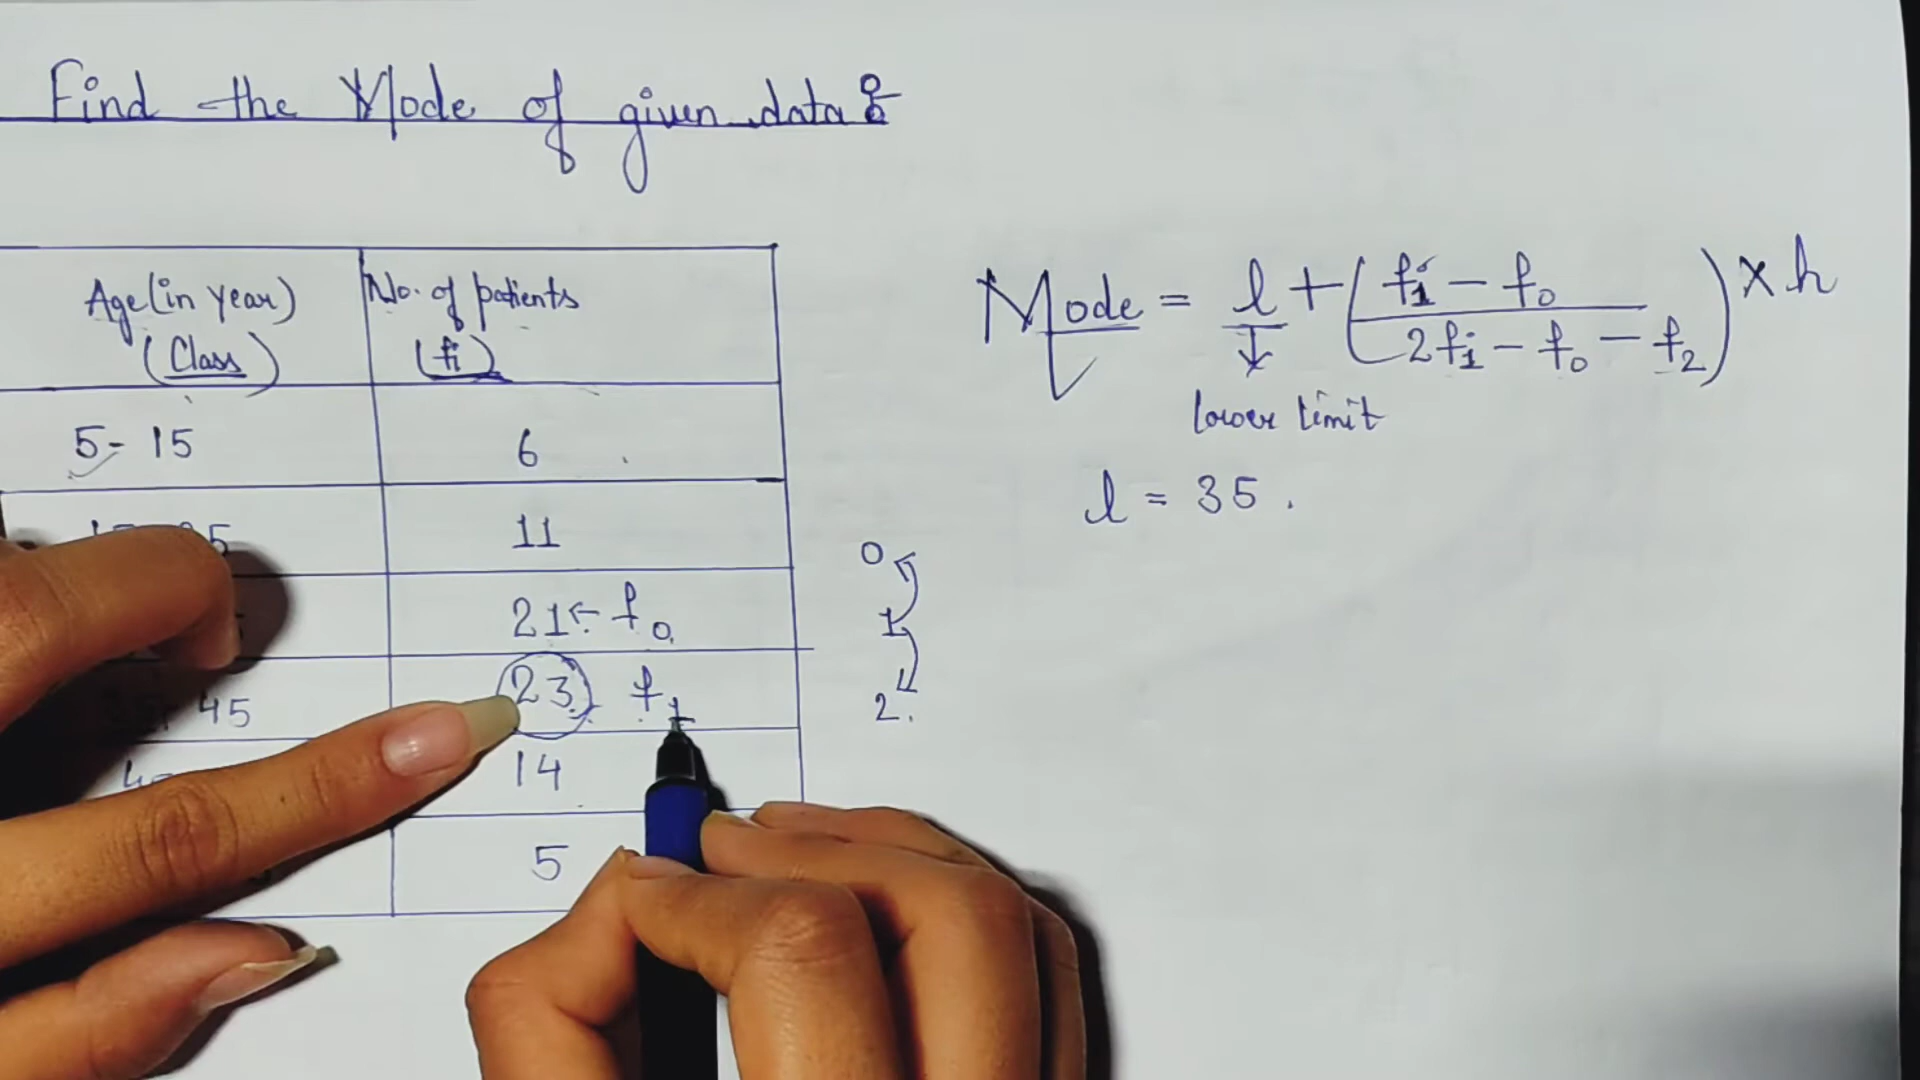 Find the Mode of given data:
Age (in year) (Class)
No. of patients (fi)
5 - 15
6
11
21 ← f0
45
23 f1
14
5
Mode = l + ( f1 - f0 / 2f1 - f0 - f2 ) × h
lower limit
l = 35.
0
1
2.